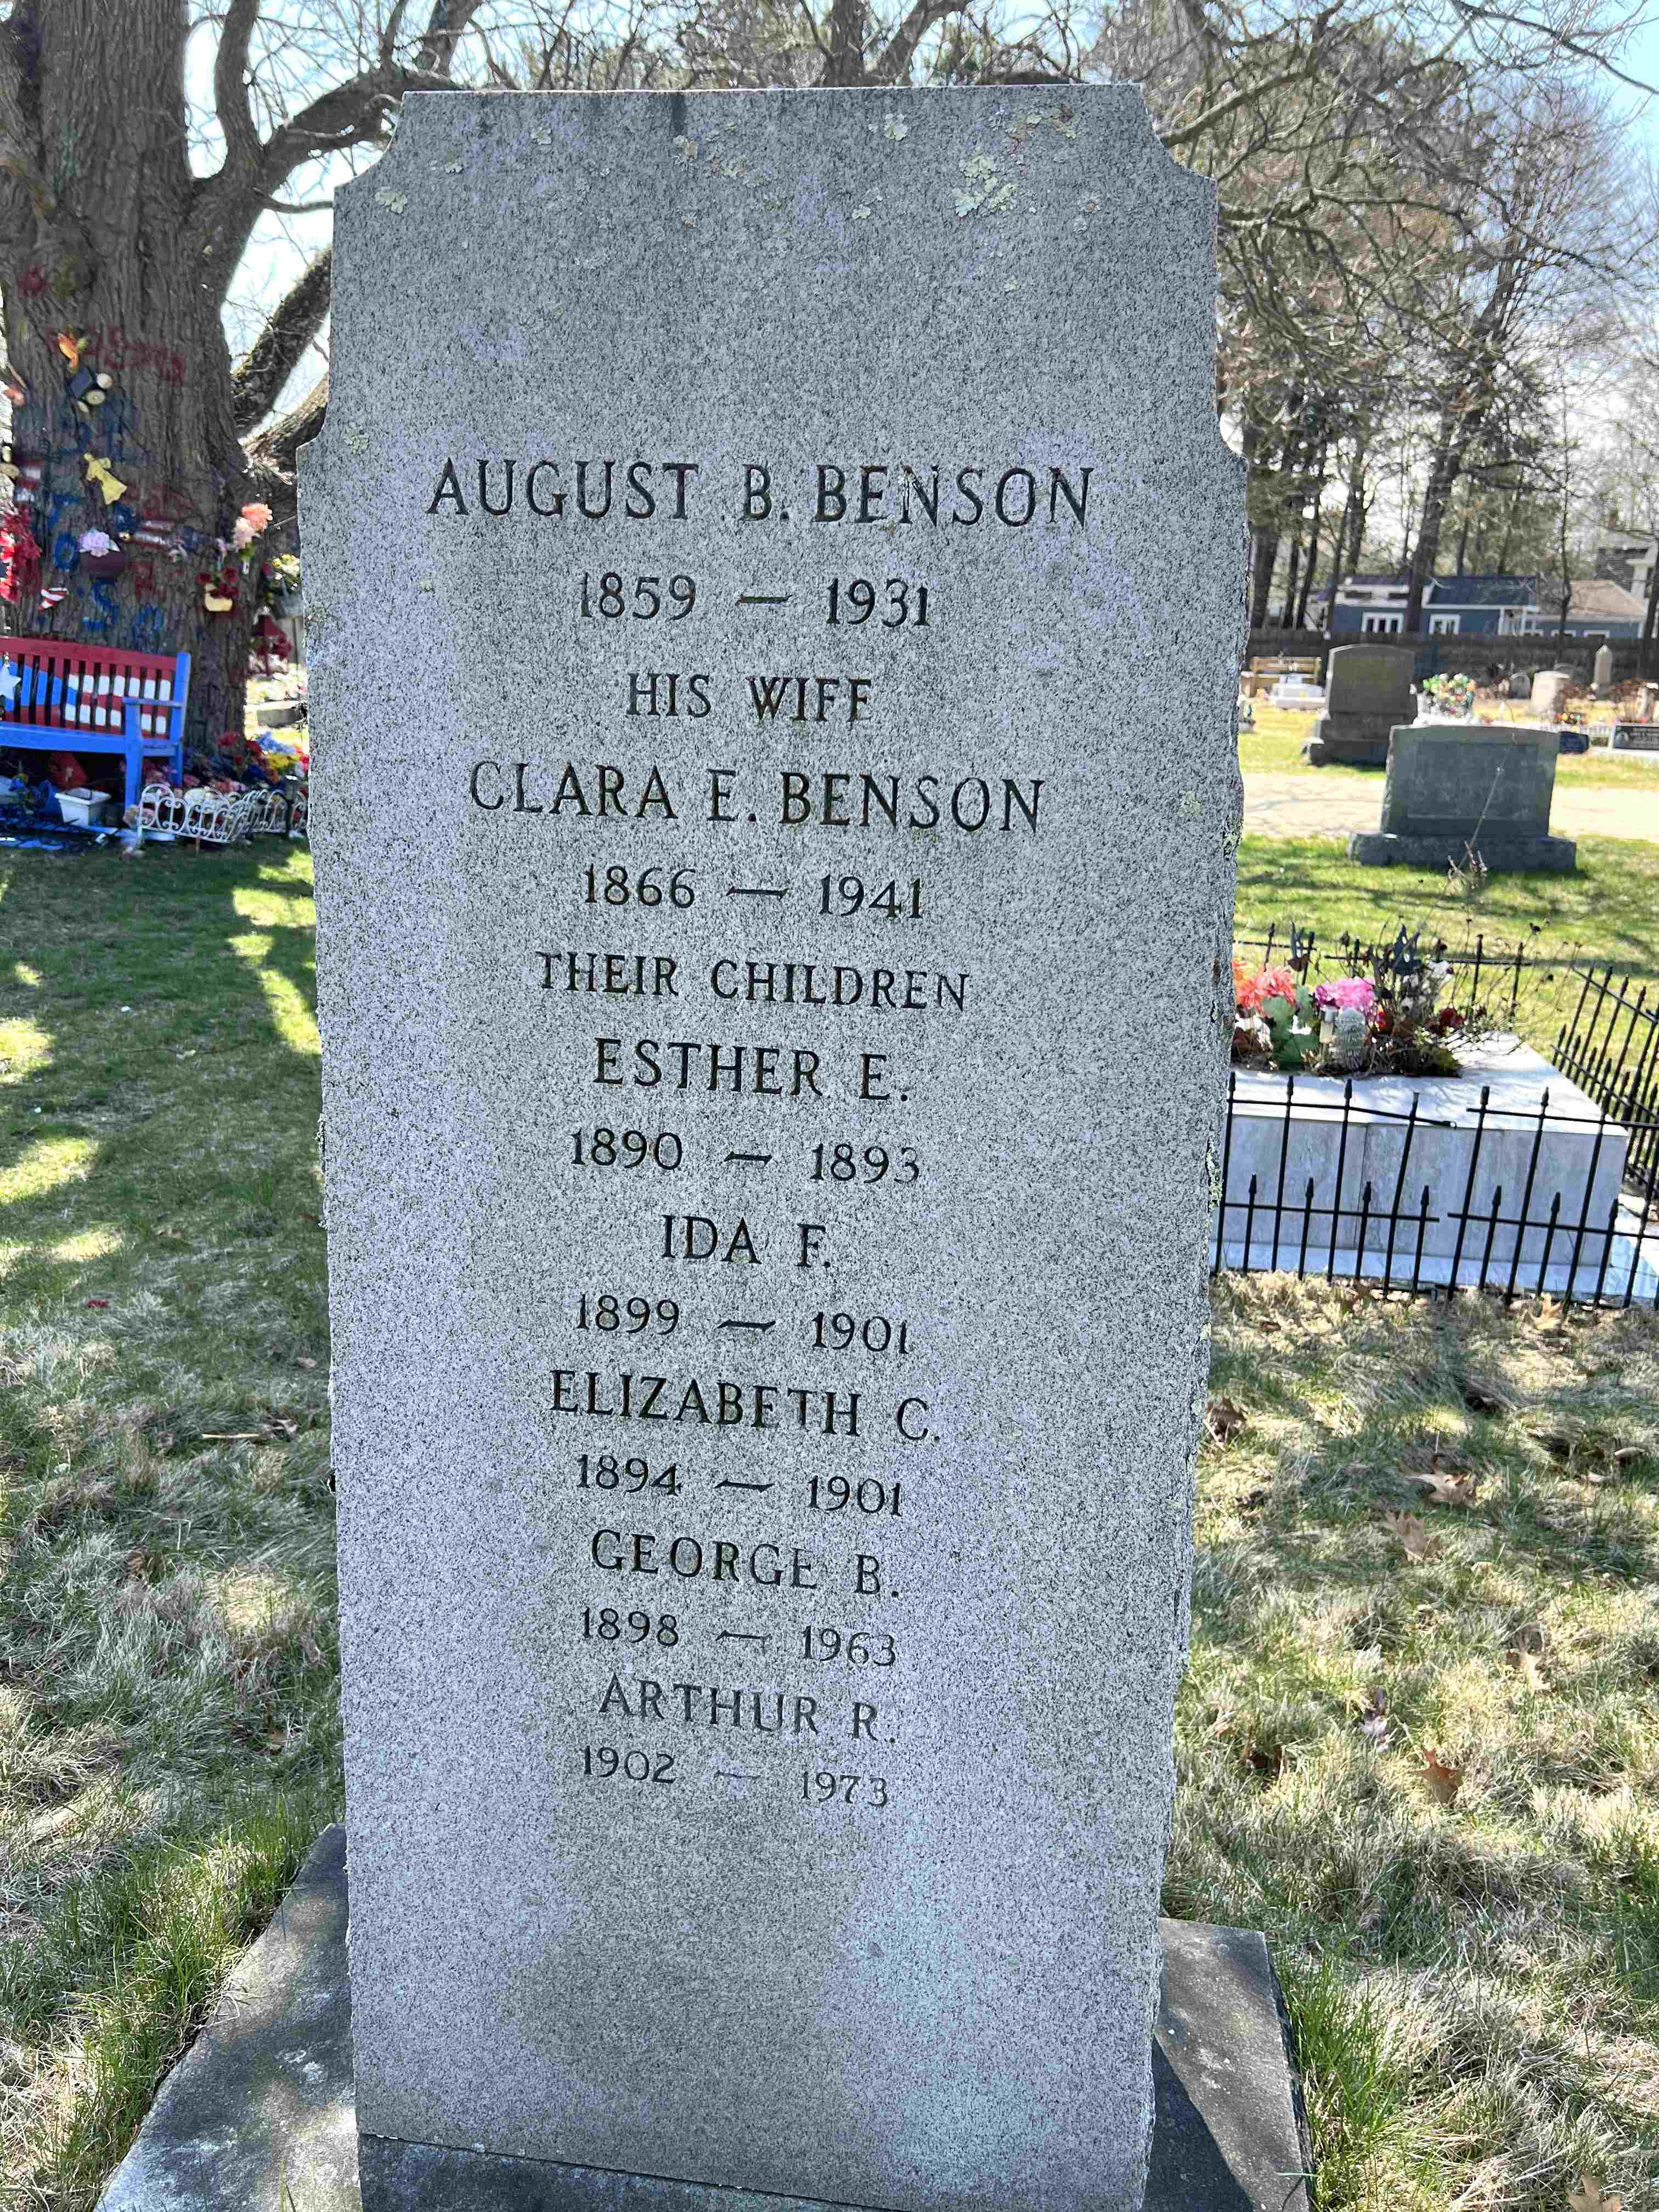 AUGUST B. BENSON
1859 — 1931
HIS WIFE
CLARA E. BENSON
1866 — 1941
THEIR CHILDREN
ESTHER E.
1890 — 1893
IDA F.
1899 — 1901
ELIZABETH C.
1894 — 1901
GEORGE B.
1898 — 1963
ARTHUR R.
1902 — 1973